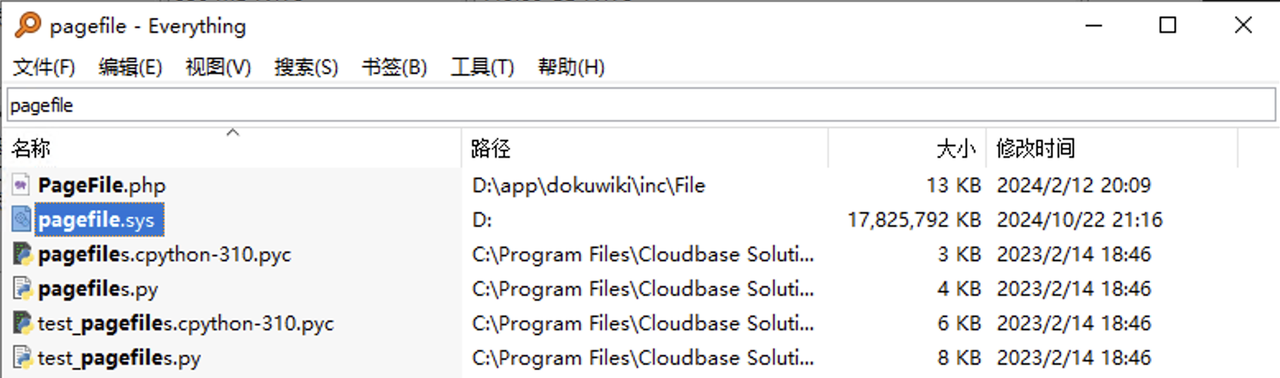 pagefile - Everything
文件(F) 编辑(E) 视图(V) 搜索(S) 书签(B) 工具(T) 帮助(H)
pagefile
名称 路径 大小 修改时间
PageFile.php D:\app\dokuwiki\inc\File 13 KB 2024/2/12 20:09
pagefile.sys D: 17,825,792 KB 2024/10/22 21:16
pagefiles.cpython-310.pyc C:\Program Files\Cloudbase Soluti... 3 KB 2023/2/14 18:46
pagefiles.py C:\Program Files\Cloudbase Soluti... 4 KB 2023/2/14 18:46
test_pagefiles.cpython-310.pyc C:\Program Files\Cloudbase Soluti... 6 KB 2023/2/14 18:46
test_pagefiles.py C:\Program Files\Cloudbase Soluti... 8 KB 2023/2/14 18:46